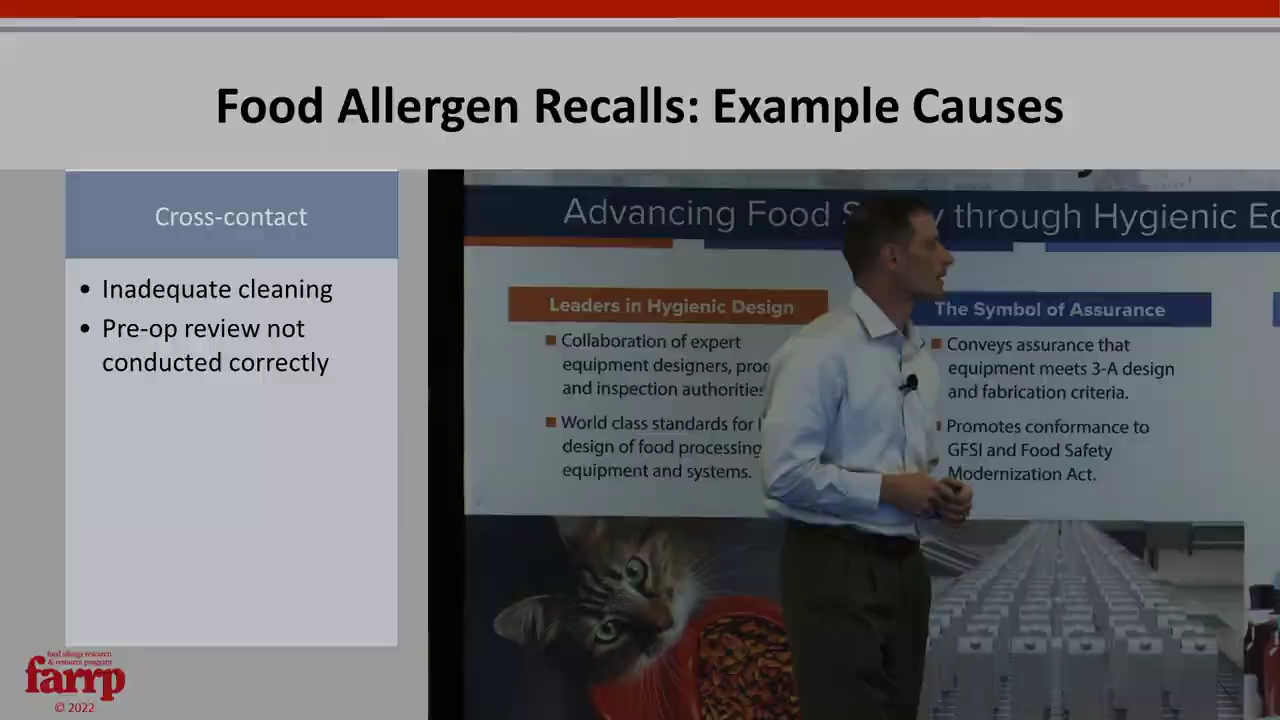 Food Allergen Recalls: Example Causes
Cross-contact
• Inadequate cleaning
• Pre-op review not
conducted correctly
Advancing Food through Hygienic
Leaders in Hygienic Design
Collaboration of expert
equipment designers,
and inspection authorities
World class standards for
design of food processing
equipment and systems.
The Symbol of Assurance
Conveys assurance that
equipment meets 3-A design
and fabrication criteria.
Promotes conformance to
GFSI and Food Safety
Modernization Act.
food allergy research
& resource program
farrp
© 2022